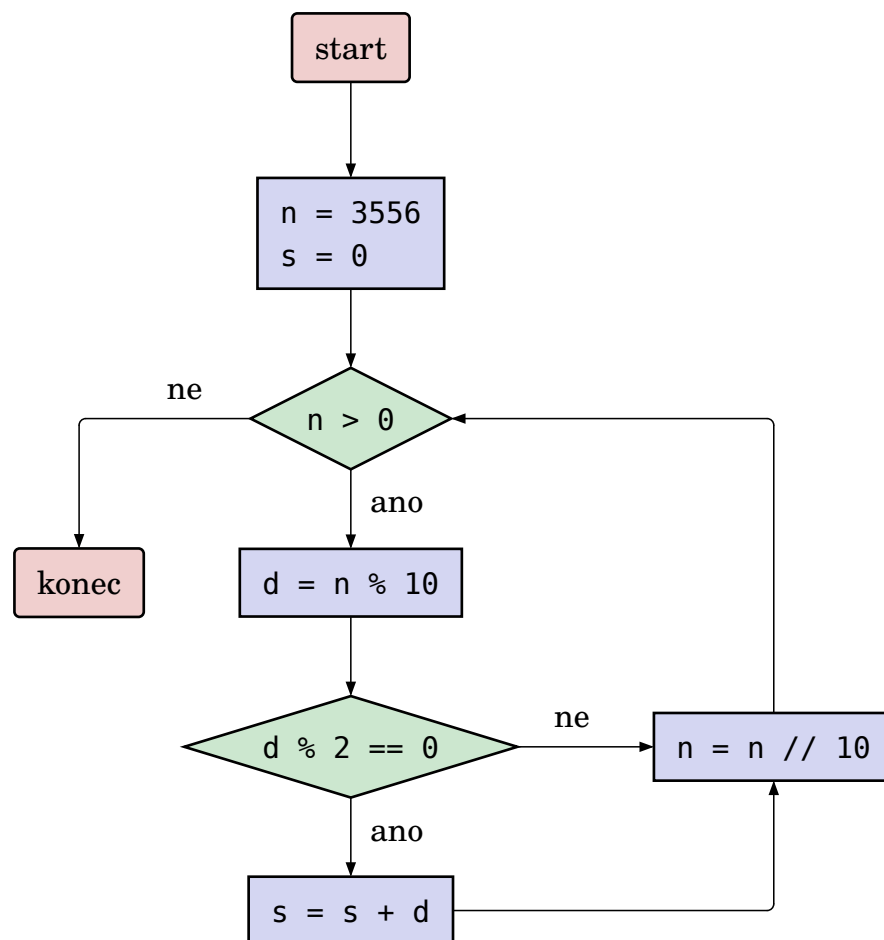 start
n = 3556
s = 0
ne
n > 0
ano
konec
d = n % 10
d % 2 == 0
ne
n = n // 10
ano
s = s + d